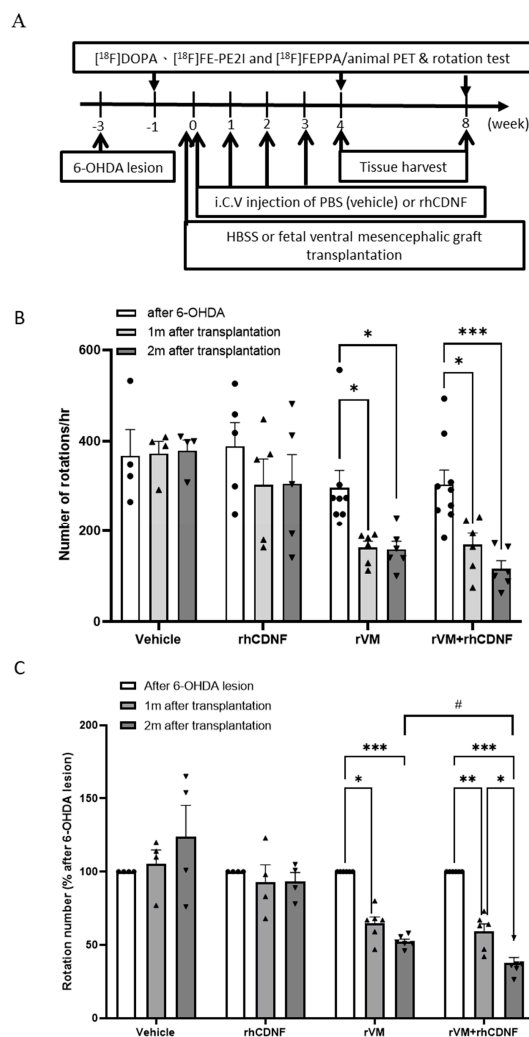 A
[¹⁸F]DOPA、[¹⁸F]FE-PE2I and [¹⁸F]FEPPA/animal PET & rotation test
-3 -1 0 1 2 3 4 8 (week)
6-OHDA lesion
Tissue harvest
i.C.V injection of PBS (vehicle) or rhCDNF
HBSS or fetal ventral mesencephalic graft
transplantation
B
after 6-OHDA
1m after transplantation
2m after transplantation
Number of rotations/hr
600
400
200
0
* *
*** *
Vehicle rhCDNF rVM rVM+rhCDNF
C
After 6-OHDA lesion
1m after transplantation
2m after transplantation
Rotation number (% after 6-OHDA lesion)
200
150
100
50
0
#
*** ***
* ** *
Vehicle rhCDNF rVM rVM+rhCDNF